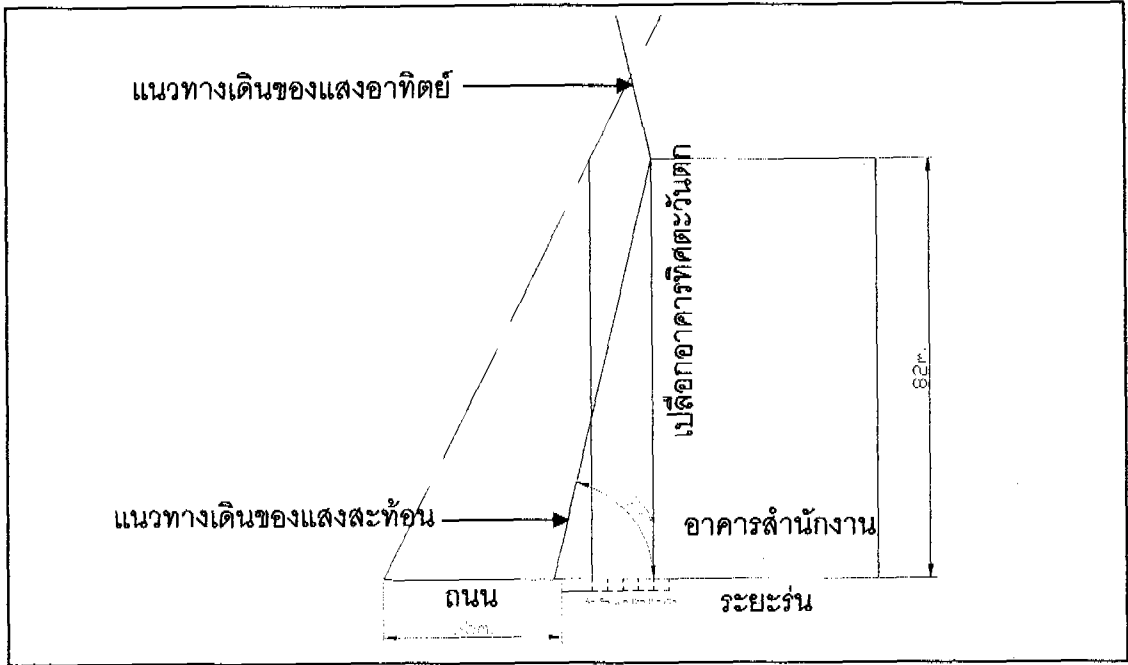 แนวทางเดินของแสงอาทิตย์
เปลือกอาคารทิศตะวันตก
82m.
แนวทางเดินของแสงสะท้อน
อาคารสำนักงาน
ถนน
ระยะร่น